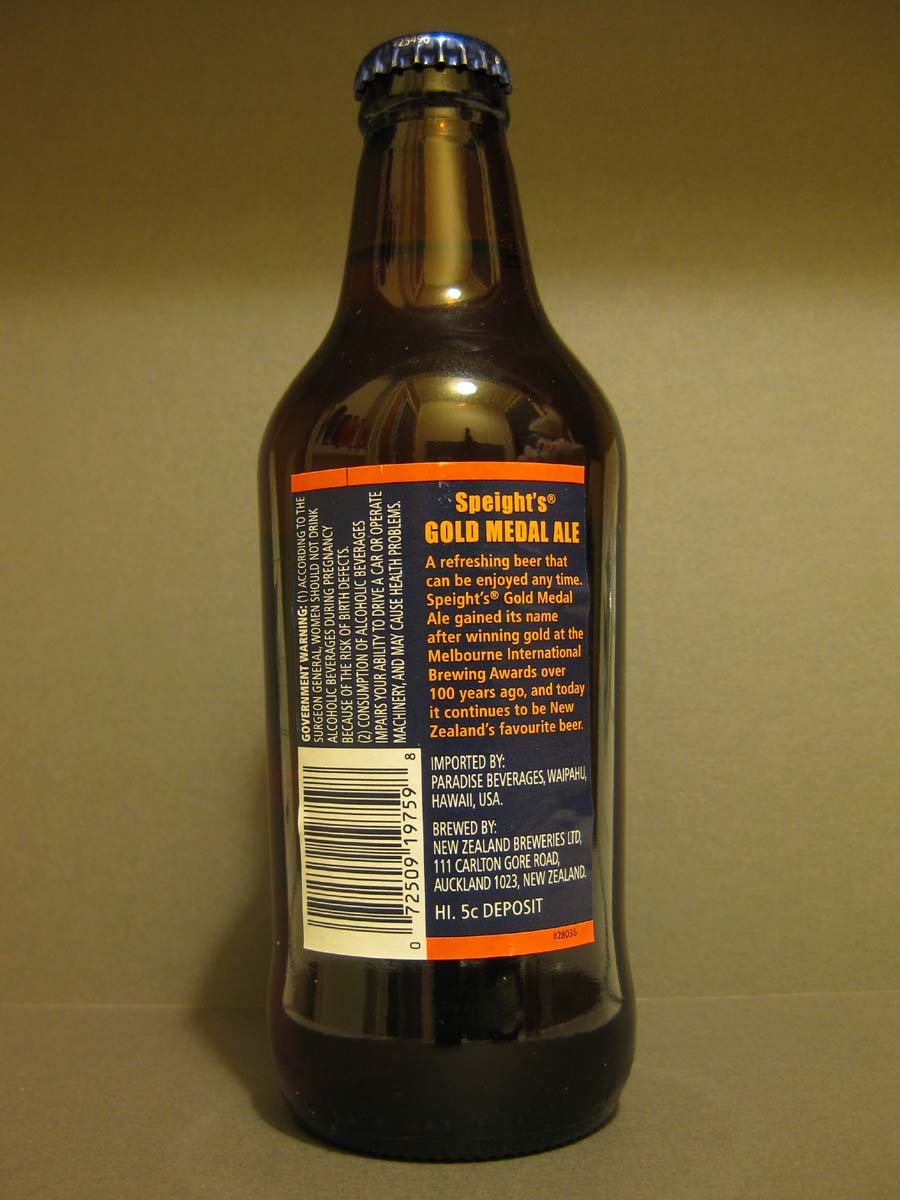 Speight's®
GOLD MEDAL ALE
A refreshing beer that
can be enjoyed any time.
Speight's® Gold Medal
Ale gained its name
after winning gold at the
Melbourne International
Brewing Awards over
100 years ago, and today
it continues to be New
Zealand's favourite beer.
IMPORTED BY:
PARADISE BEVERAGES, WAIPAHU,
HAWAII, USA.
BREWED BY:
NEW ZEALAND BREWERIES LTD,
111 CARLTON GORE ROAD,
AUCKLAND 1023, NEW ZEALAND.
HI. 5c DEPOSIT
#28036
GOVERNMENT WARNING: (1) ACCORDING TO THE
SURGEON GENERAL, WOMEN SHOULD NOT DRINK
ALCOHOLIC BEVERAGES DURING PREGNANCY
BECAUSE OF THE RISK OF BIRTH DEFECTS.
(2) CONSUMPTION OF ALCOHOLIC BEVERAGES
IMPAIRS YOUR ABILITY TO DRIVE A CAR OR OPERATE
MACHINERY, AND MAY CAUSE HEALTH PROBLEMS.
0 72509 19759 8